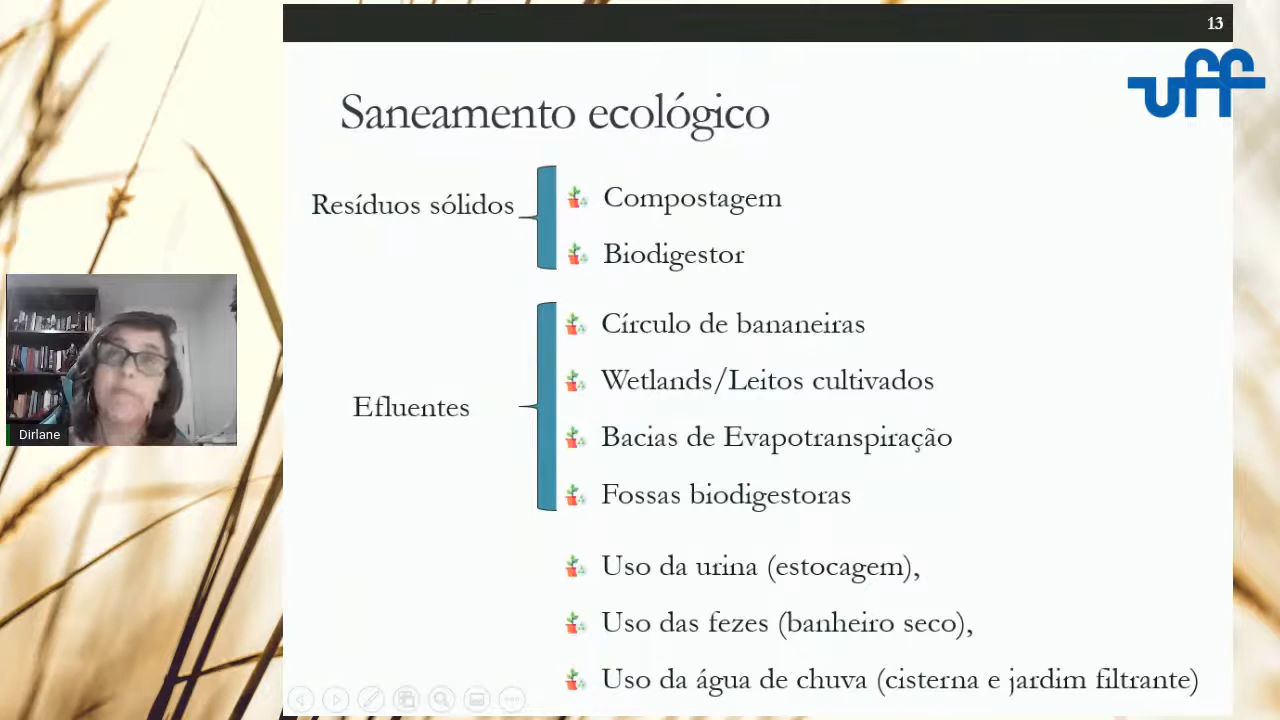 13
uff
Saneamento ecológico
Resíduos sólidos
Compostagem
Biodigestor
Efluentes
Círculo de bananeiras
Wetlands/Leitos cultivados
Bacias de Evapotranspiração
Fossas biodigestoras
Uso da urina (estocagem),
Uso das fezes (banheiro seco),
Uso da água de chuva (cisterna e jardim filtrante)
Dirlane